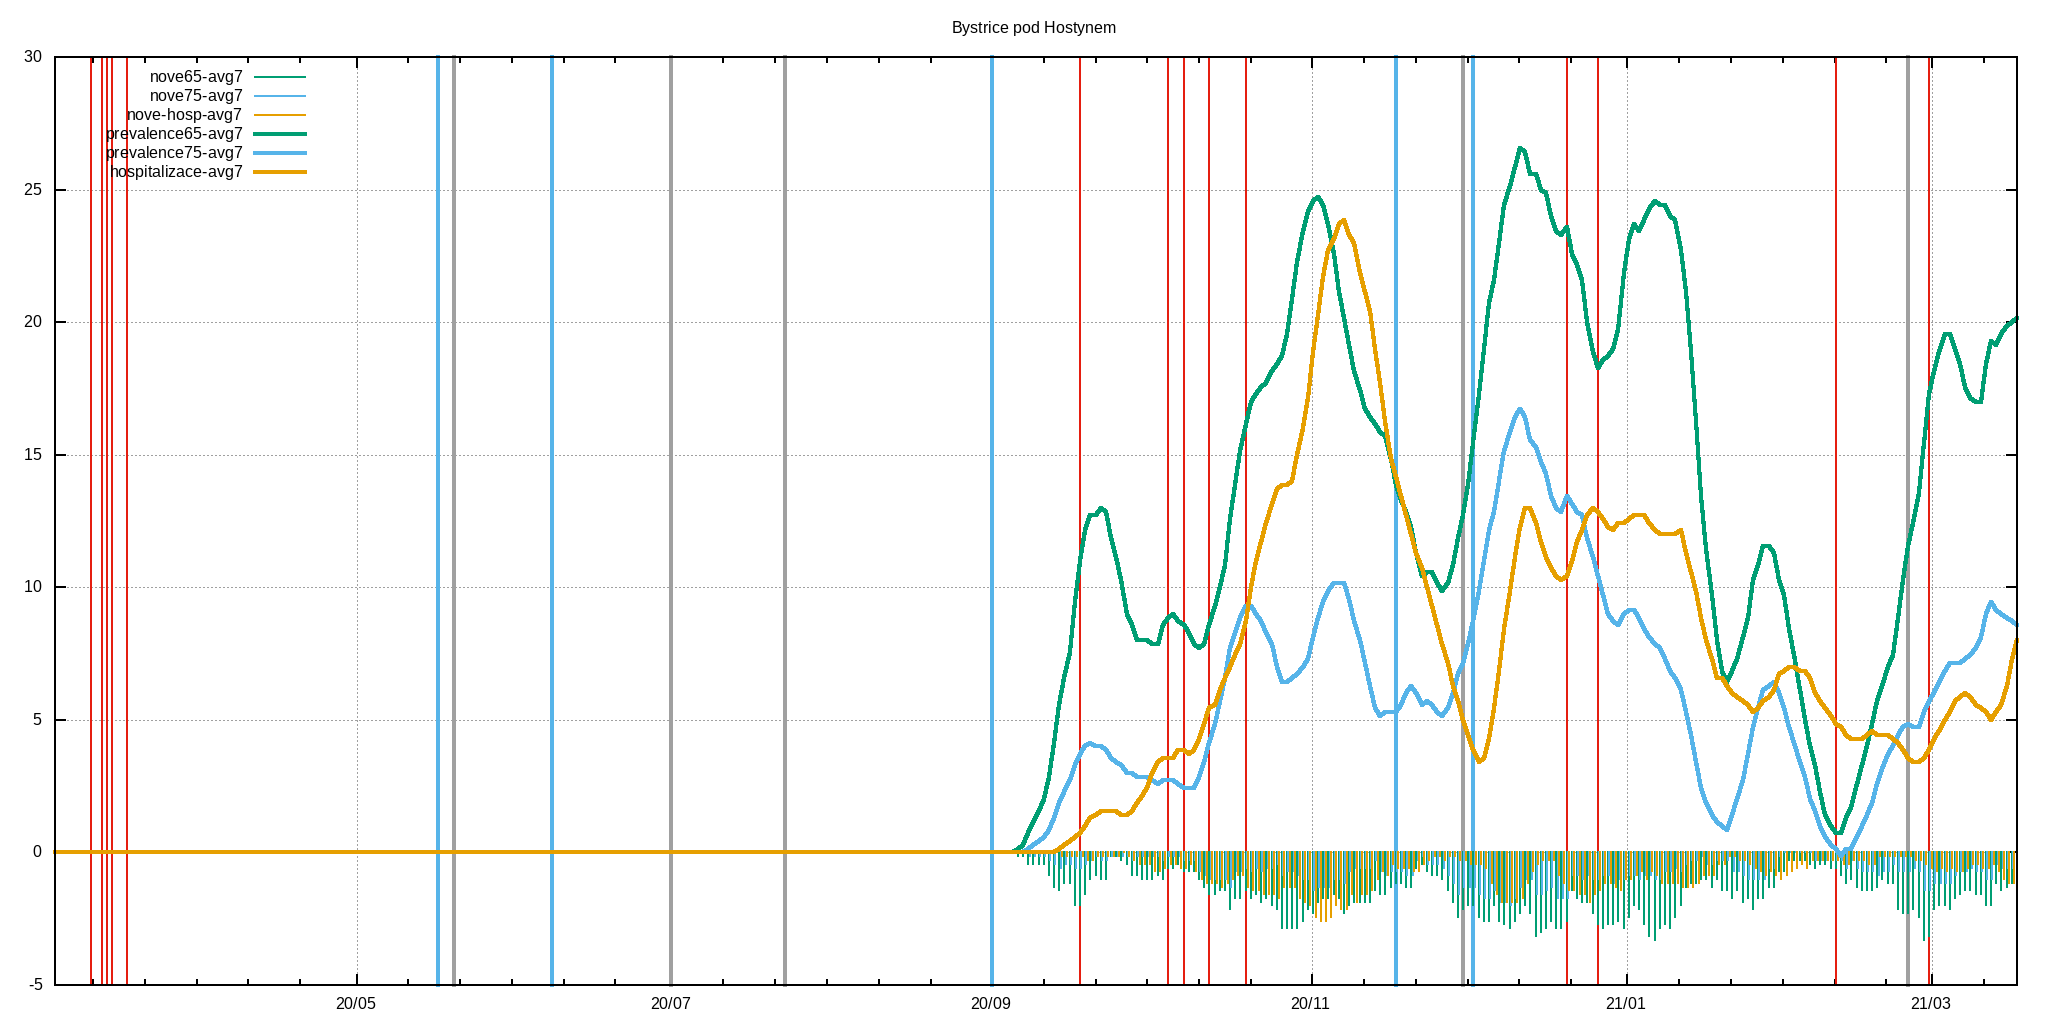 Bystrice pod Hostynem
30
25
20
15
10
5
0
-5
nove65-avg7
nove75-avg7
nove-hosp-avg7
prevalence65-avg7
prevalence75-avg7
hospitalizace-avg7
20/05 20/07 20/09 20/11 21/01 21/03